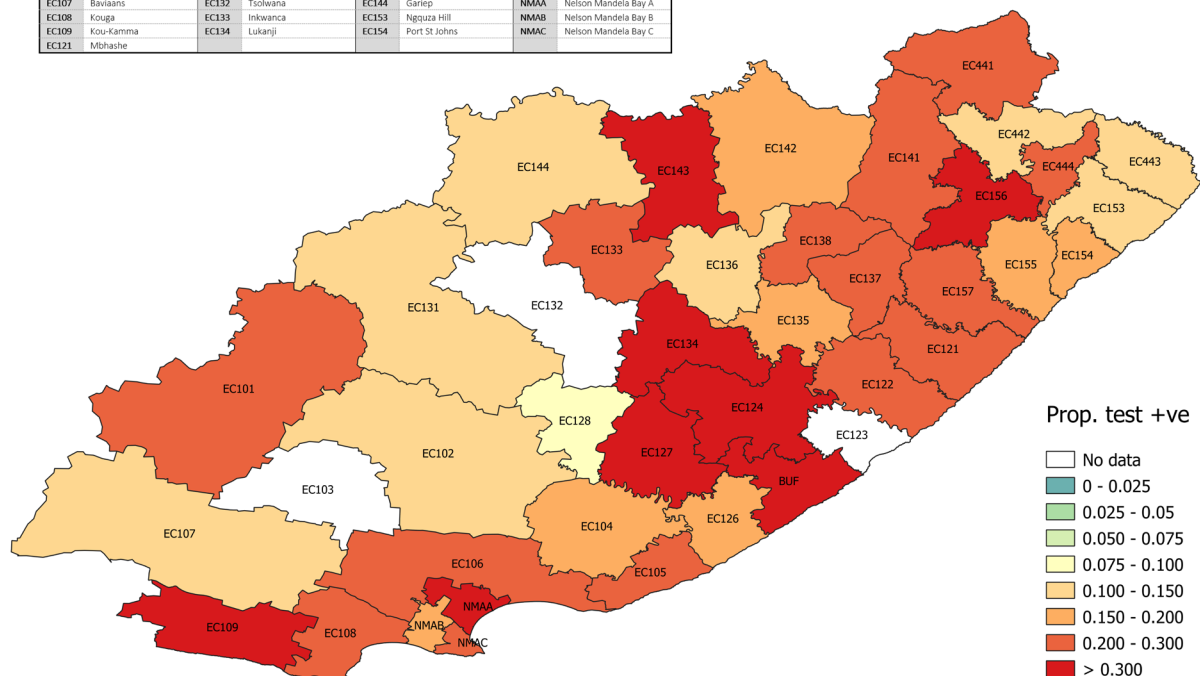 EC107 Baviaans EC132 Tsolwana EC144 Gariep NMAA Nelson Mandela Bay A
EC108 Kouga EC133 Inkwanca EC153 Ngquza Hill NMAB Nelson Mandela Bay B
EC109 Kou-Kamma EC134 Lukanji EC154 Port St Johns NMAC Nelson Mandela Bay C
EC121 Mbhashe
EC441
EC442
EC142
EC141
EC444
EC443
EC144
EC143
EC156
EC153
EC138
EC133
EC136
EC155
EC154
EC137
EC157
EC132
EC131
EC135
EC134
EC121
EC101
EC122
EC124
EC128
EC123
EC127
EC102
BUF
EC103
EC126
EC104
EC107
EC106
EC105
NMAA
NMAB
EC109
EC108
NMAC
Prop. test +ve
No data
0 - 0.025
0.025 - 0.05
0.050 - 0.075
0.075 - 0.100
0.100 - 0.150
0.150 - 0.200
0.200 - 0.300
> 0.300